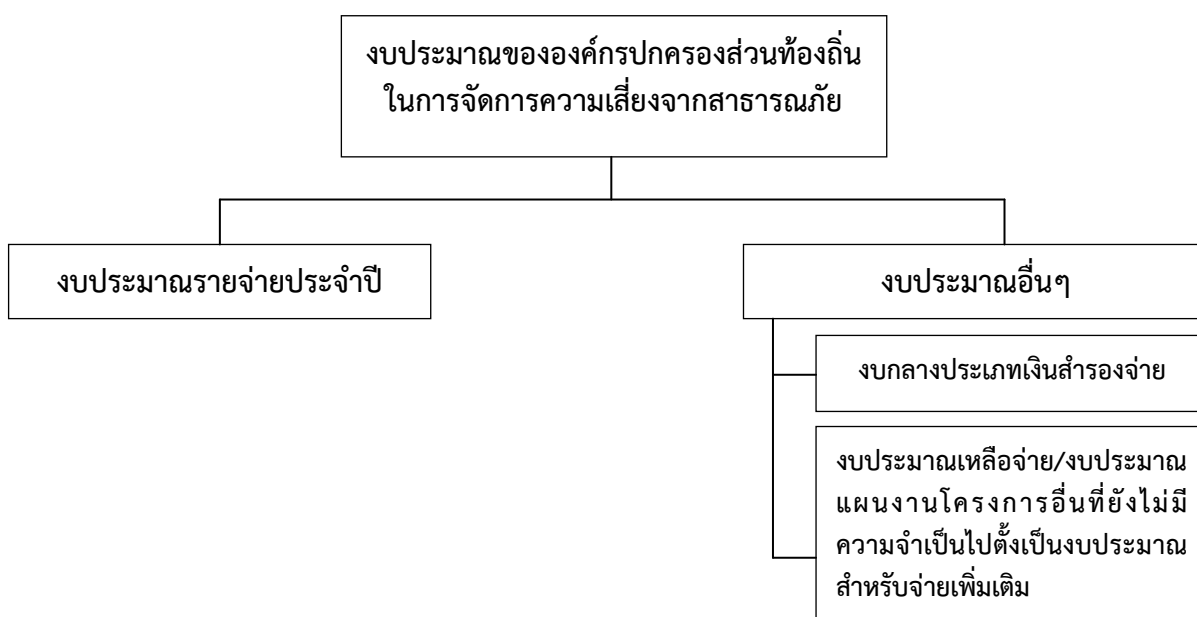 งบประมาณขององค์กรปกครองส่วนท้องถิ่น
ในการจัดการความเสี่ยงจากสาธารณภัย
งบประมาณรายจ่ายประจำปี
งบประมาณอื่นๆ
งบกลางประเภทเงินสำรองจ่าย
งบประมาณเหลือจ่าย/งบประมาณ
แผนงานโครงการอื่นที่ยังไม่มี
ความจำเป็นไปตั้งเป็นงบประมาณ
สำหรับจ่ายเพิ่มเติม